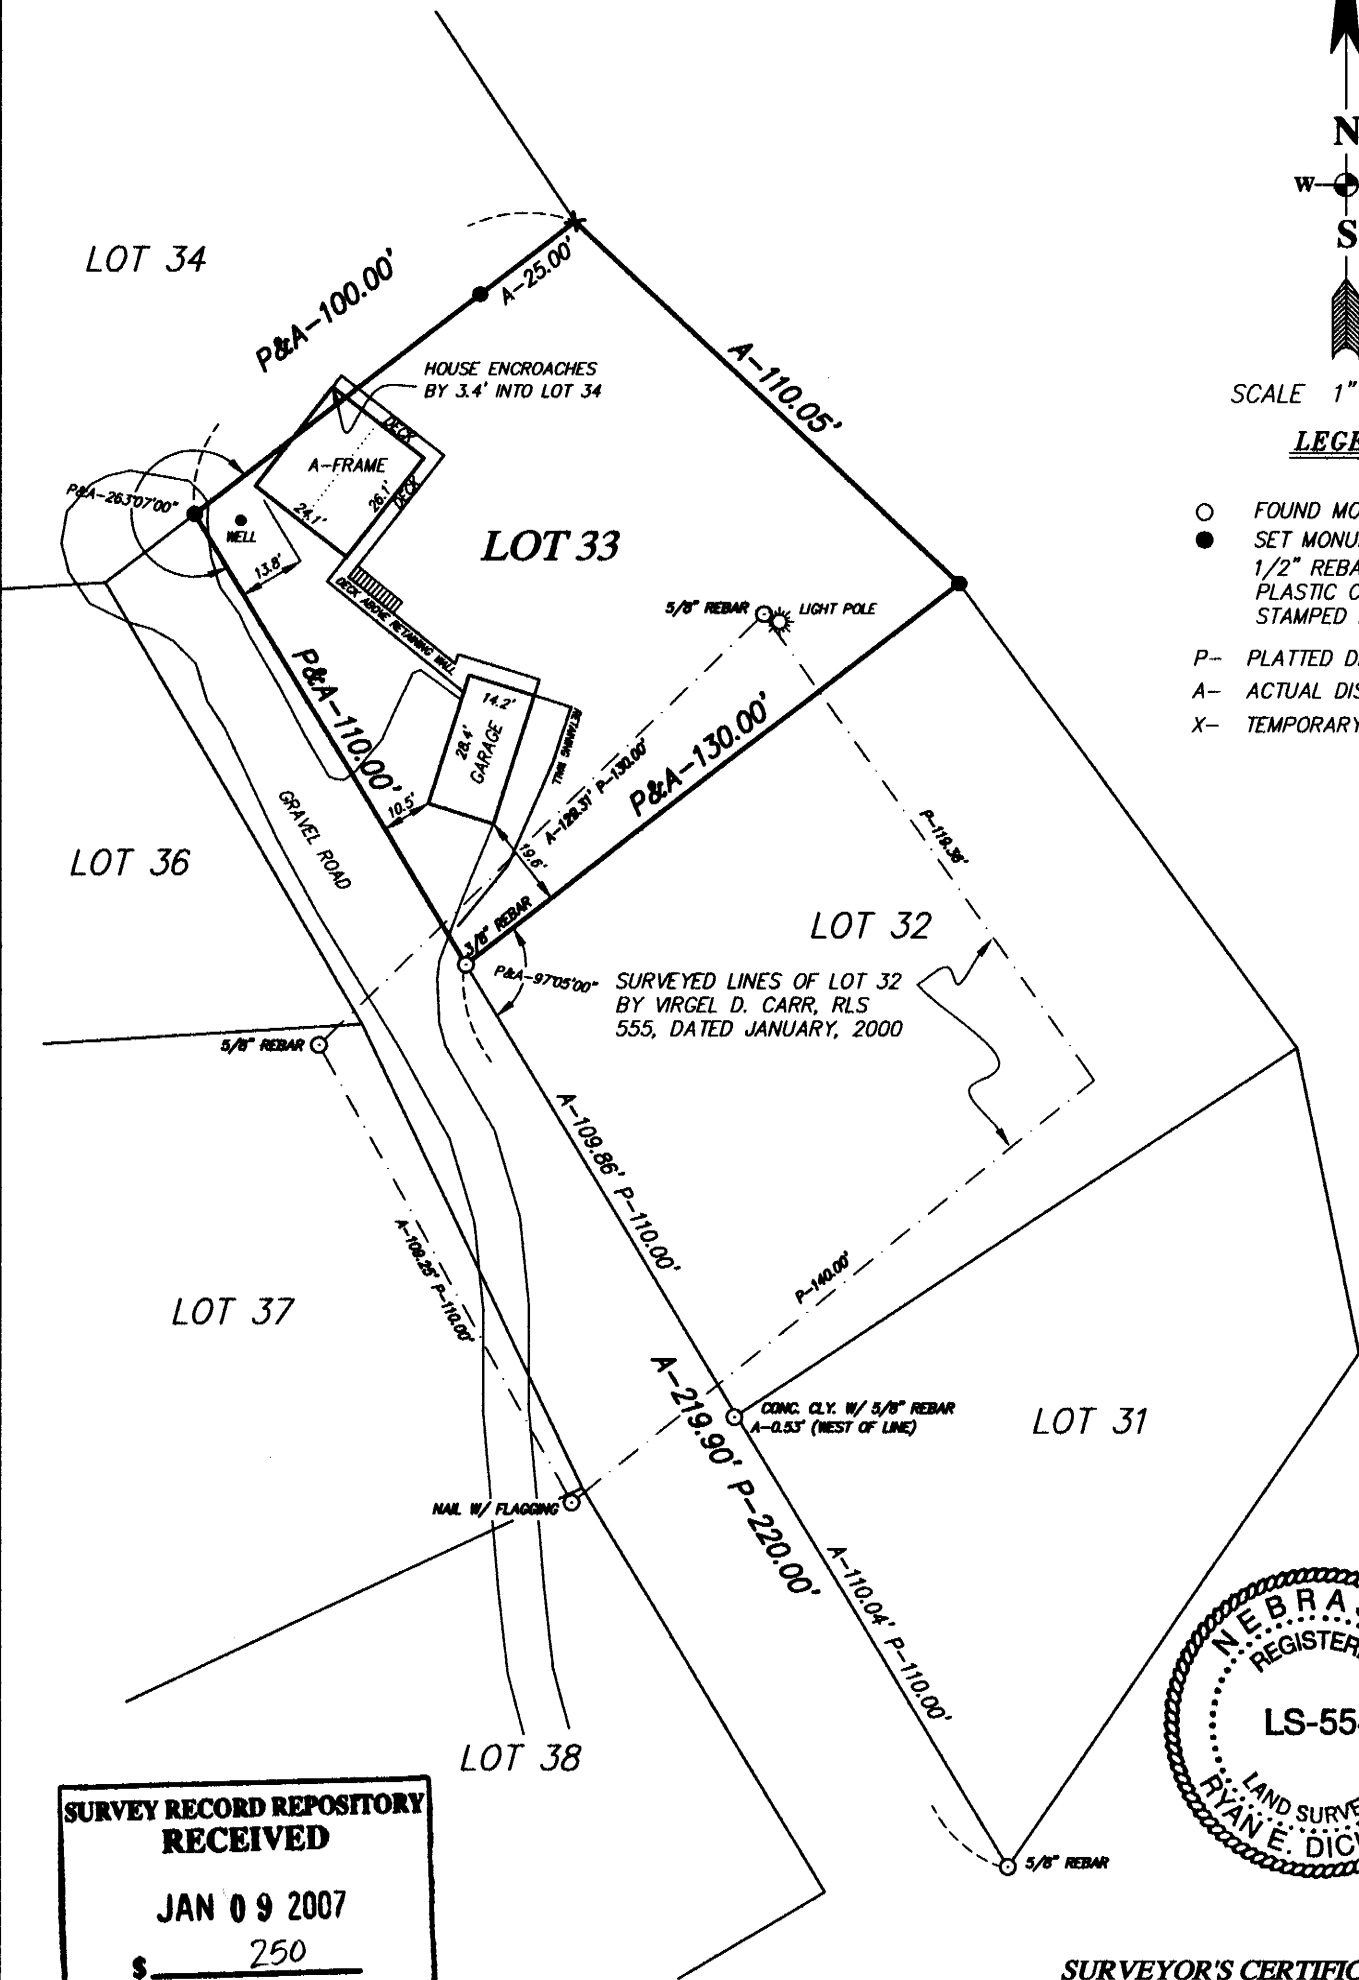 N
W
S
SCALE 1"
LEGE
FOUND MO
SET MONU
1/2" REBA
PLASTIC C
STAMPED
P- PLATTED D
A- ACTUAL DIS
X- TEMPORARY
LOT 34
P&A-100.00'
A-25.00'
HOUSE ENCROACHES
BY 3.4' INTO LOT 34
A-110.05'
DECK
A-FRAME
DECK
26.1'
24.1'
P&A-263°07'00"
WELL
13.8'
LOT 33
DECK ABOVE RETAINING WALL
5/8" REBAR
LIGHT POLE
P&A-110.00'
14.2'
28.4'
GARAGE
RETAINING WALL
10.5'
19.6'
A-129.31' P-130.00'
P&A-130.00'
P-119.36'
GRAVEL ROAD
LOT 36
3/8" REBAR
P&A-97°05'00"
LOT 32
SURVEYED LINES OF LOT 32
BY VIRGEL D. CARR, RLS
555, DATED JANUARY, 2000
5/8" REBAR
A-109.86' P-110.00'
A-109.25' P-110.00'
P-140.00'
LOT 37
A-219.90' P-220.00'
CONC. CLY. W/ 5/8" REBAR
A-0.53' (WEST OF LINE)
LOT 31
NAIL W/ FLAGGING
A-110.04' P-110.00'
LOT 38
5/8" REBAR
NEBRAS
REGISTER
LS-55
LAND SURVE
RYAN E. DIC
SURVEY RECORD REPOSITORY
RECEIVED
JAN 09 2007
$ 250
SURVEYOR'S CERTIFIC